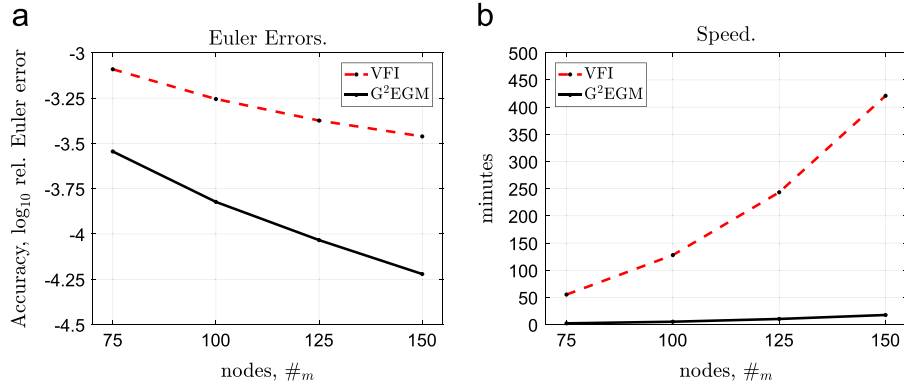 a
Euler Errors.
Accuracy, log₁₀ rel. Euler error
-3
-3.25
-3.5
-3.75
-4
-4.25
-4.5
VFI
G²EGM
75
100
125
150
nodes, #ₘ
b
Speed.
minutes
500
450
400
350
300
250
200
150
100
50
0
VFI
G²EGM
75
100
125
150
nodes, #ₘ